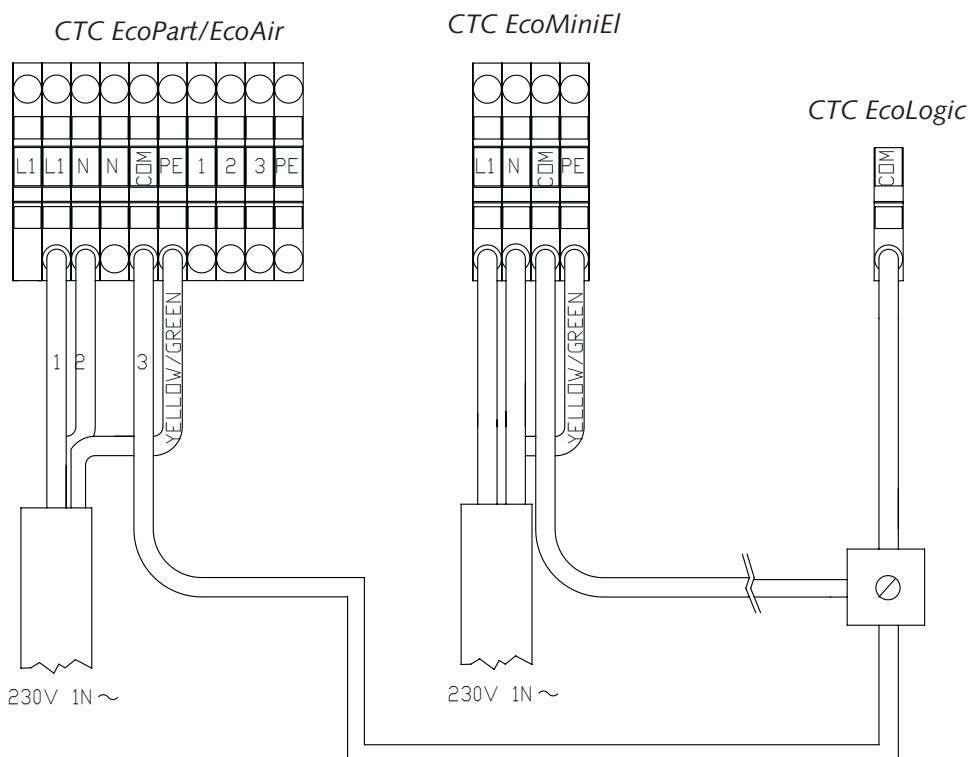 CTC EcoPart/EcoAir
CTC EcoMiniEl
CTC EcoLogic
L1 L1 N N COM PE 1 2 3 PE
L1 N COM PE
COM
1 2 3 YELLOW/GREEN
YELLOW/GREEN
230V 1N ~
230V 1N ~